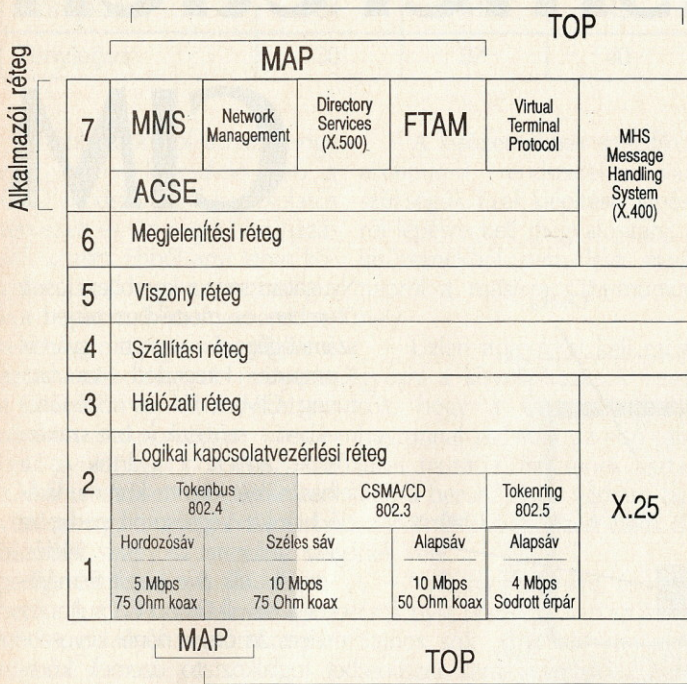 TOP
MAP
Alkalmazói réteg
7
MMS
Network
Management
Directory
Services
(X.500)
FTAM
Virtual
Terminal
Protocol
MHS
Message
Handling
System
(X.400)
ACSE
6
Megjelenítési réteg
5
Viszony réteg
4
Szállítási réteg
3
Hálózati réteg
2
Logikai kapcsolatvezérlési réteg
Tokenbus
802.4
CSMA/CD
802.3
Tokenring
802.5
X.25
1
Hordozósáv
5 Mbps
75 Ohm koax
Széles sáv
10 Mbps
75 Ohm koax
Alapsáv
10 Mbps
50 Ohm koax
Alapsáv
4 Mbps
Sodrott érpár
MAP
TOP